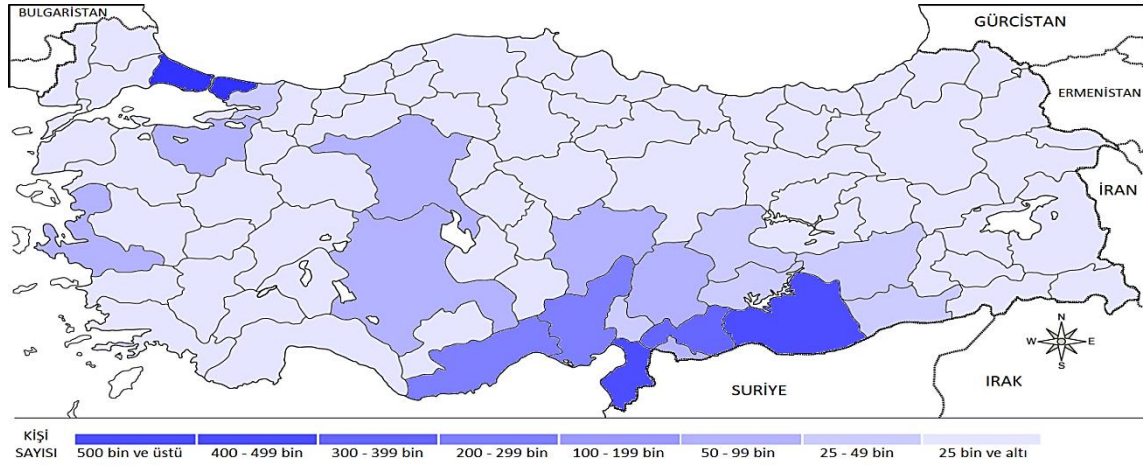 BULGARİSTAN
GÜRCİSTAN
ERMENİSTAN
İRAN
N
W E
S
SURİYE
IRAK
KİŞİ SAYISI
500 bin ve üstü
400 - 499 bin
300 - 399 bin
200 - 299 bin
100 - 199 bin
50 - 99 bin
25 - 49 bin
25 bin ve altı